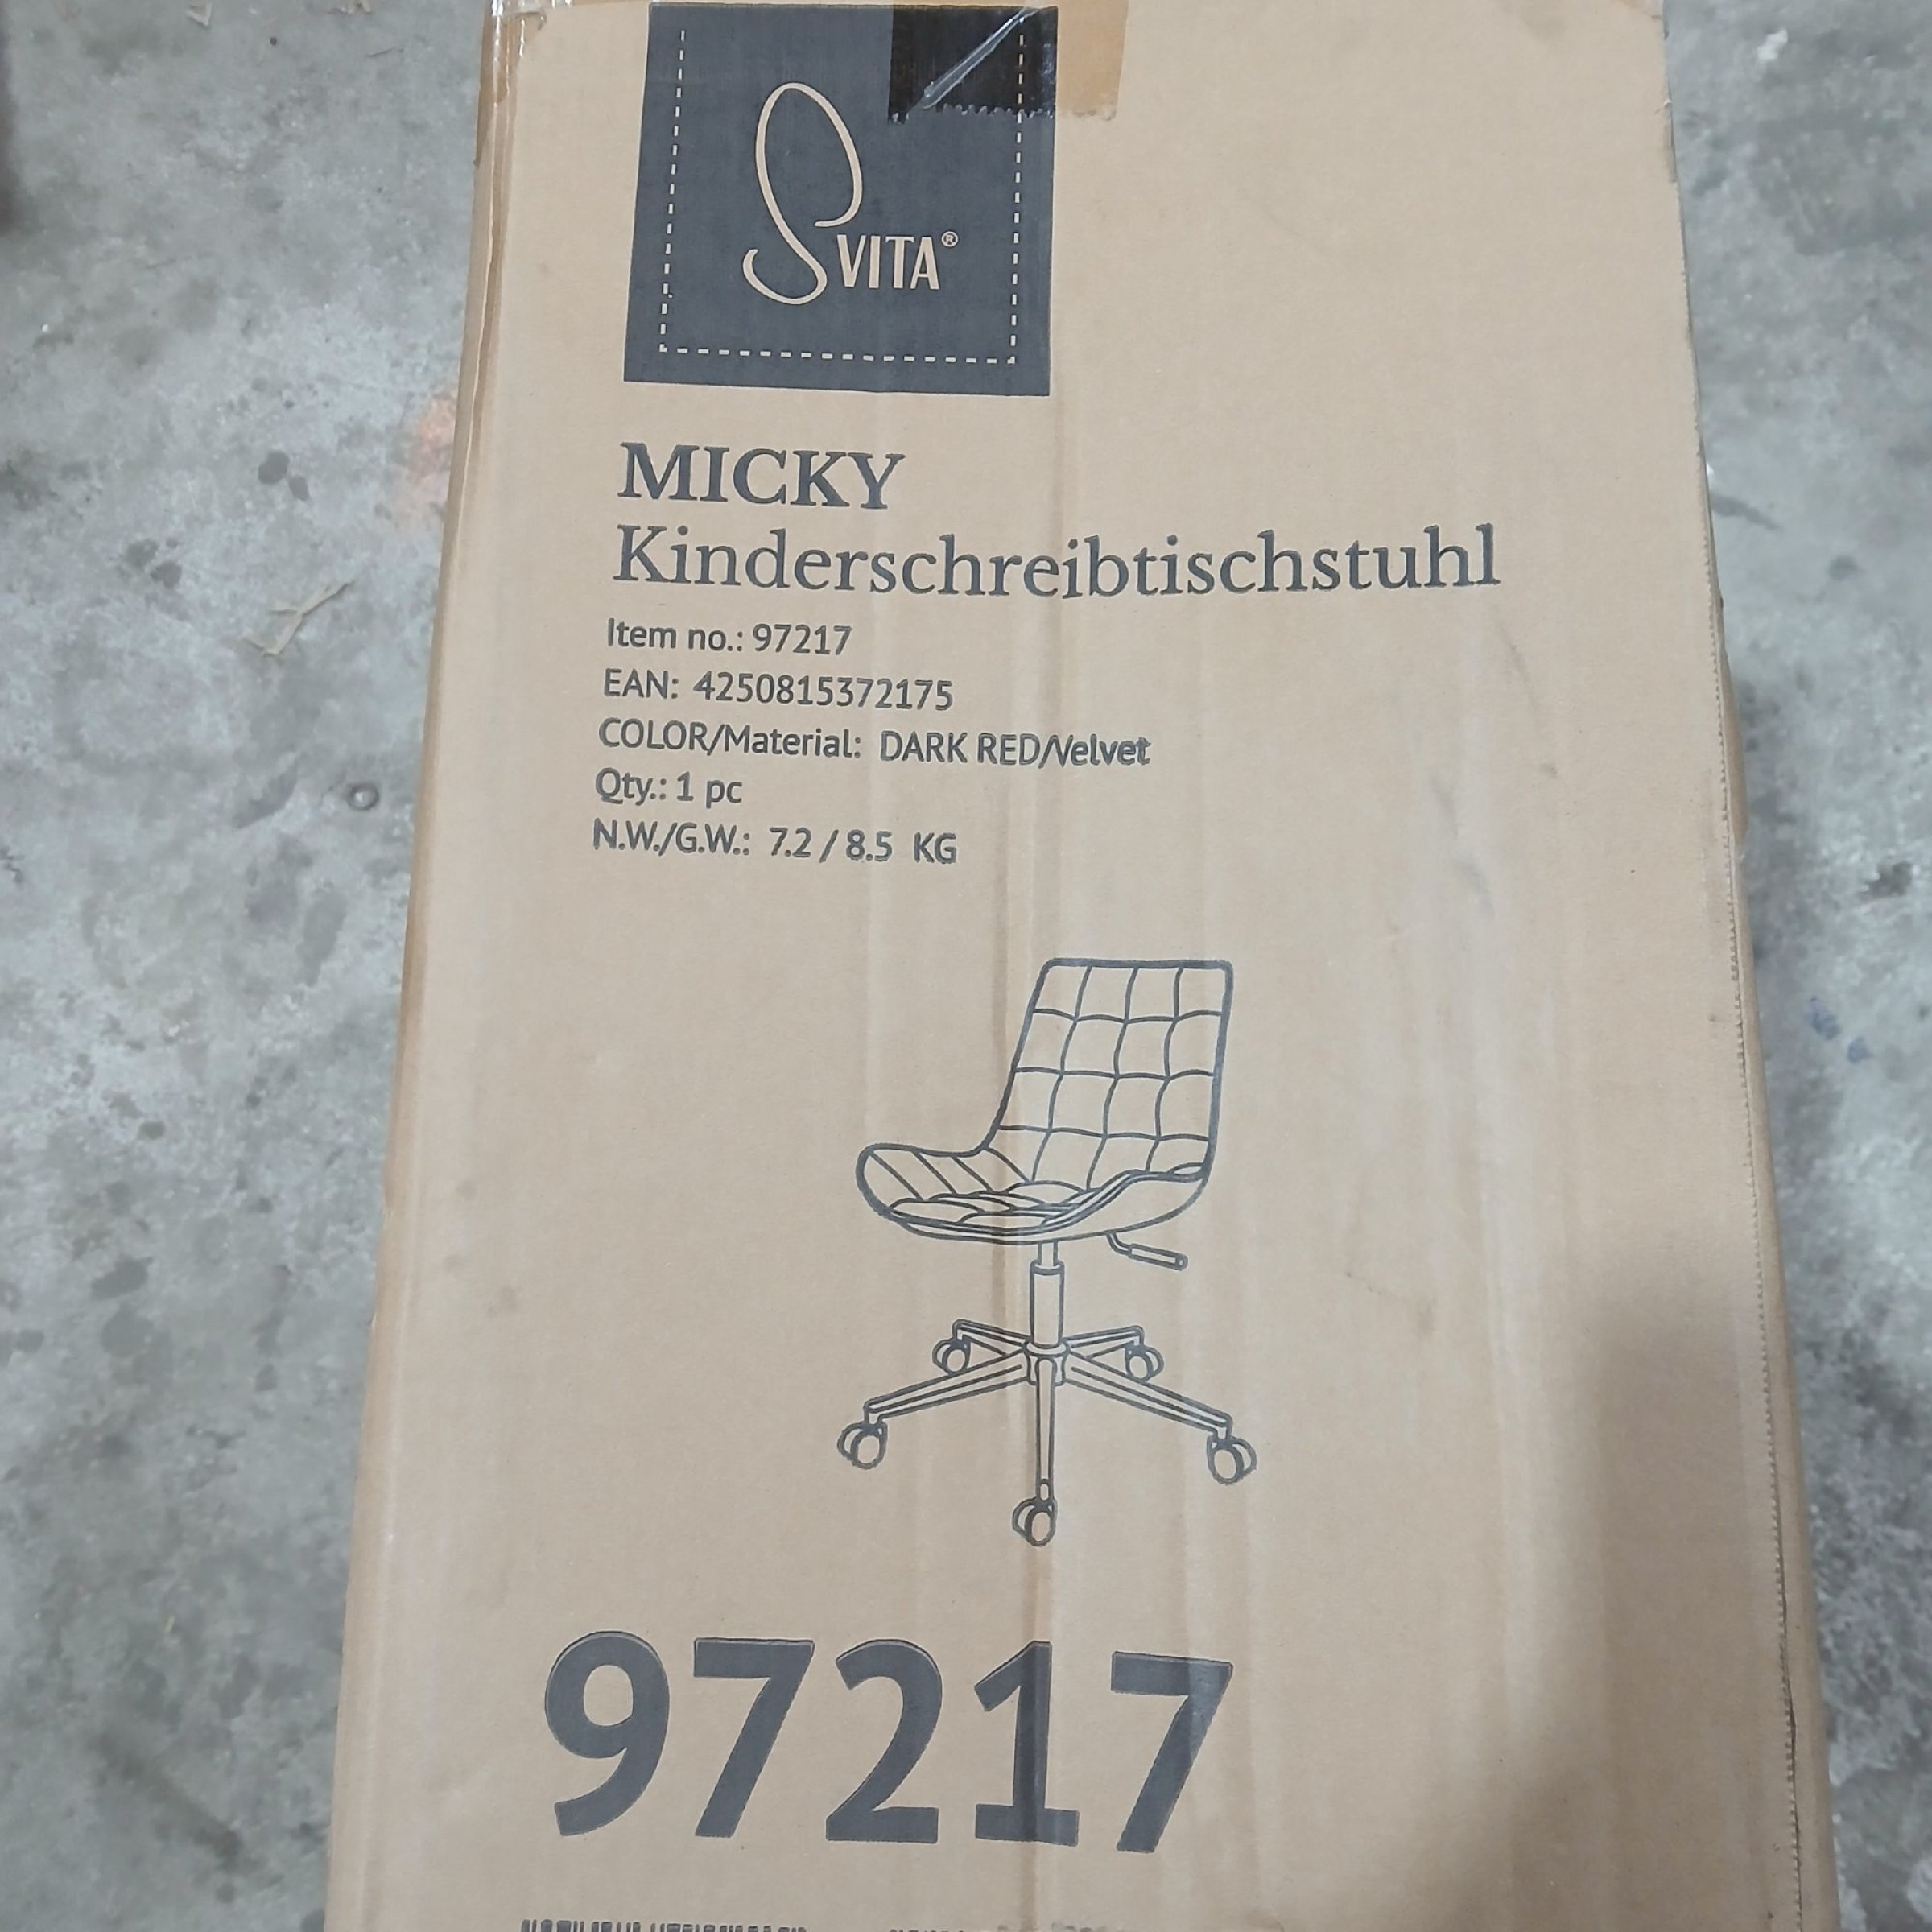 SVITA®
MICKY
Kinderschreibtischstuhl
Item no.: 97217
EAN: 4250815372175
COLOR/Material: DARK RED/Velvet
Qty.: 1 pc
N.W./G.W.: 7.2 / 8.5 KG
97217